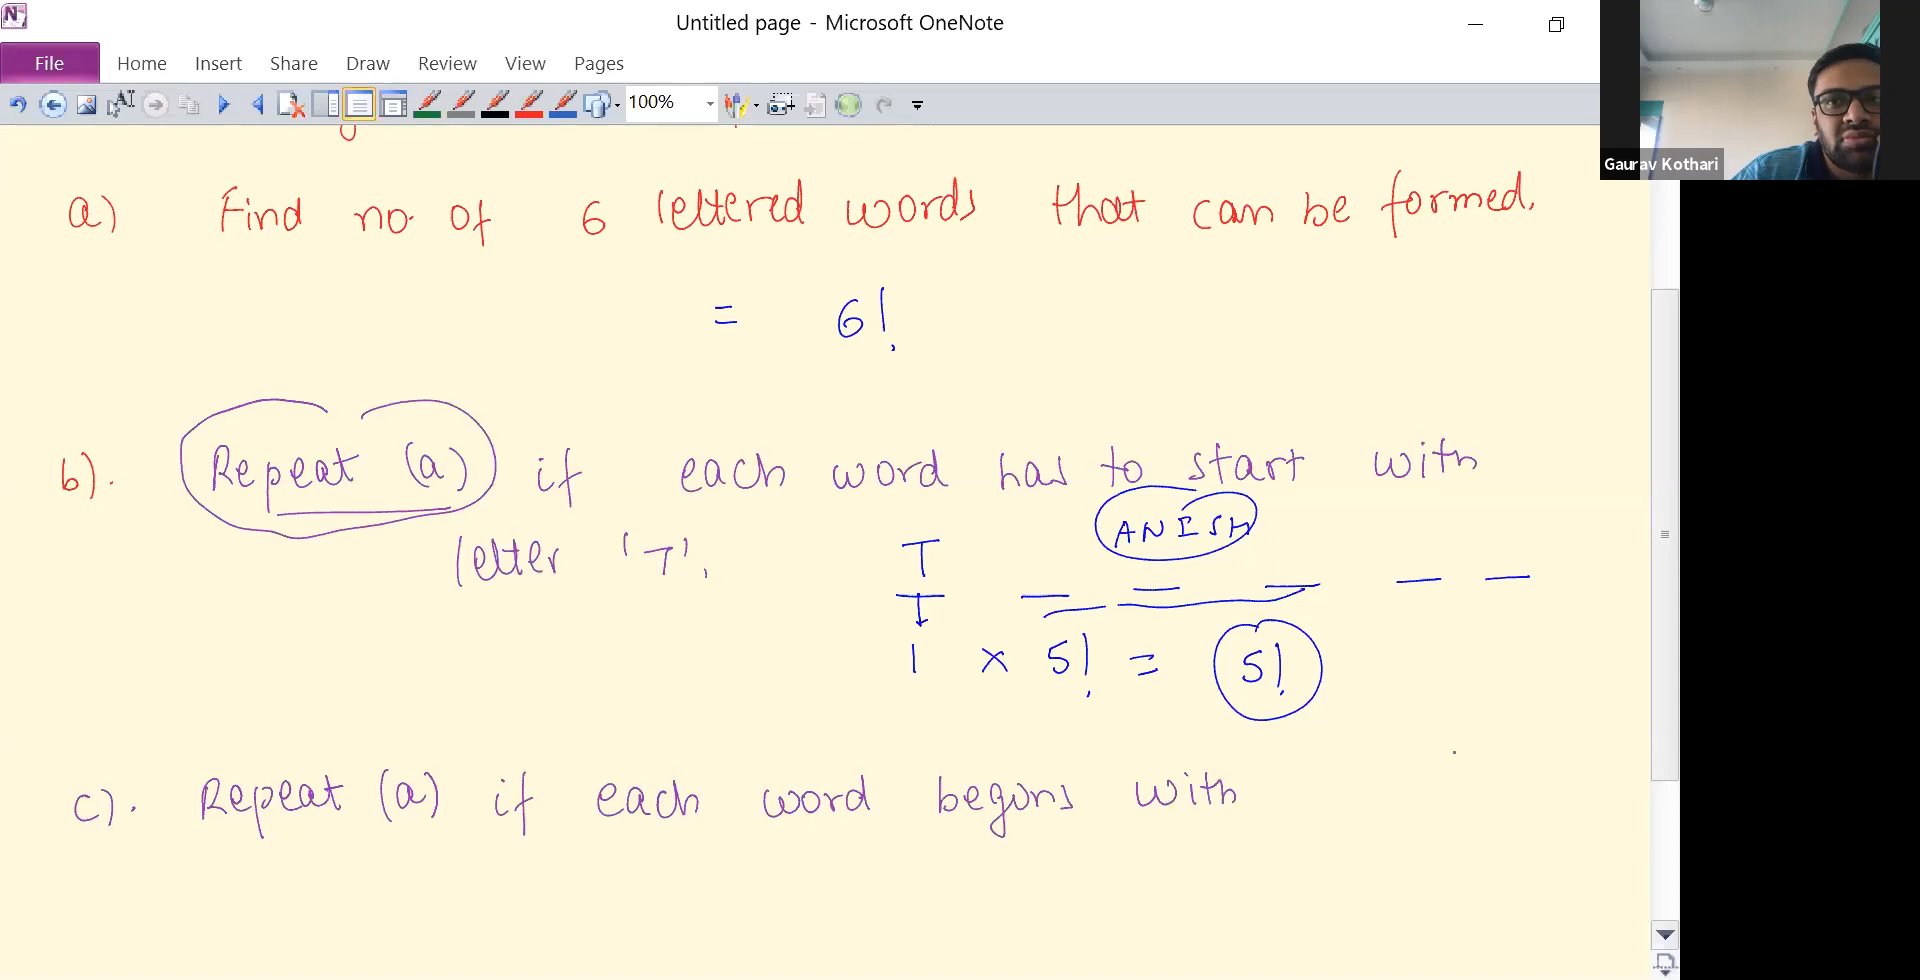 Untitled page - Microsoft OneNote
File Home Insert Share Draw Review View Pages
100%
Gaurav Kothari
a) Find no. of 6 lettered words that can be formed.
= 6!
b). Repeat (a) if each word has to start with
letter 'T'.
ANISH
T
1 × 5! = 5!
c). Repeat (a) if each word begins with